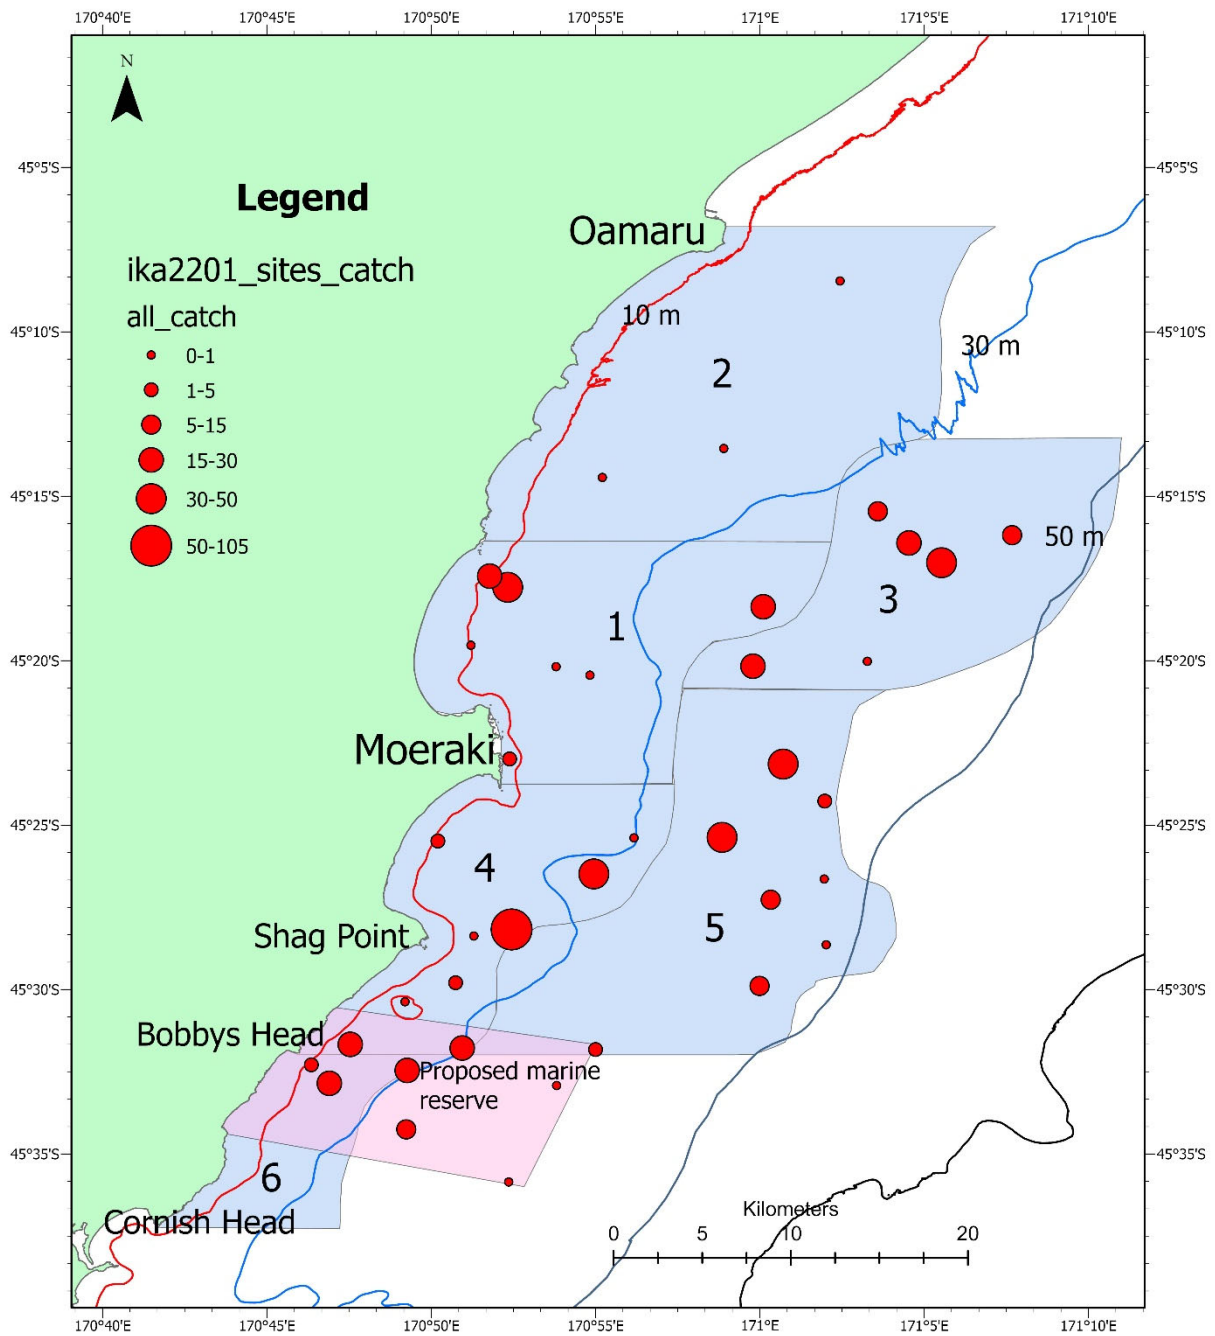 170°40'E 170°45'E 170°50'E 170°55'E 171°E 171°5'E 171°10'E
N
45°5'S 45°5'S
Legend
Oamaru
ika2201_sites_catch
all_catch
10 m
45°10'S 45°10'S
30 m
0-1
2
1-5
5-15
15-30
30-50
50-105
45°15'S 45°15'S
50 m
3
1
45°20'S 45°20'S
Moeraki
45°25'S 45°25'S
4
5
Shag Point
45°30'S 45°30'S
Bobbys Head
Proposed marine
reserve
45°35'S 45°35'S
6
Kilometers
Cornish Head
0 5 10 20
170°40'E 170°45'E 170°50'E 170°55'E 171°E 171°5'E 171°10'E